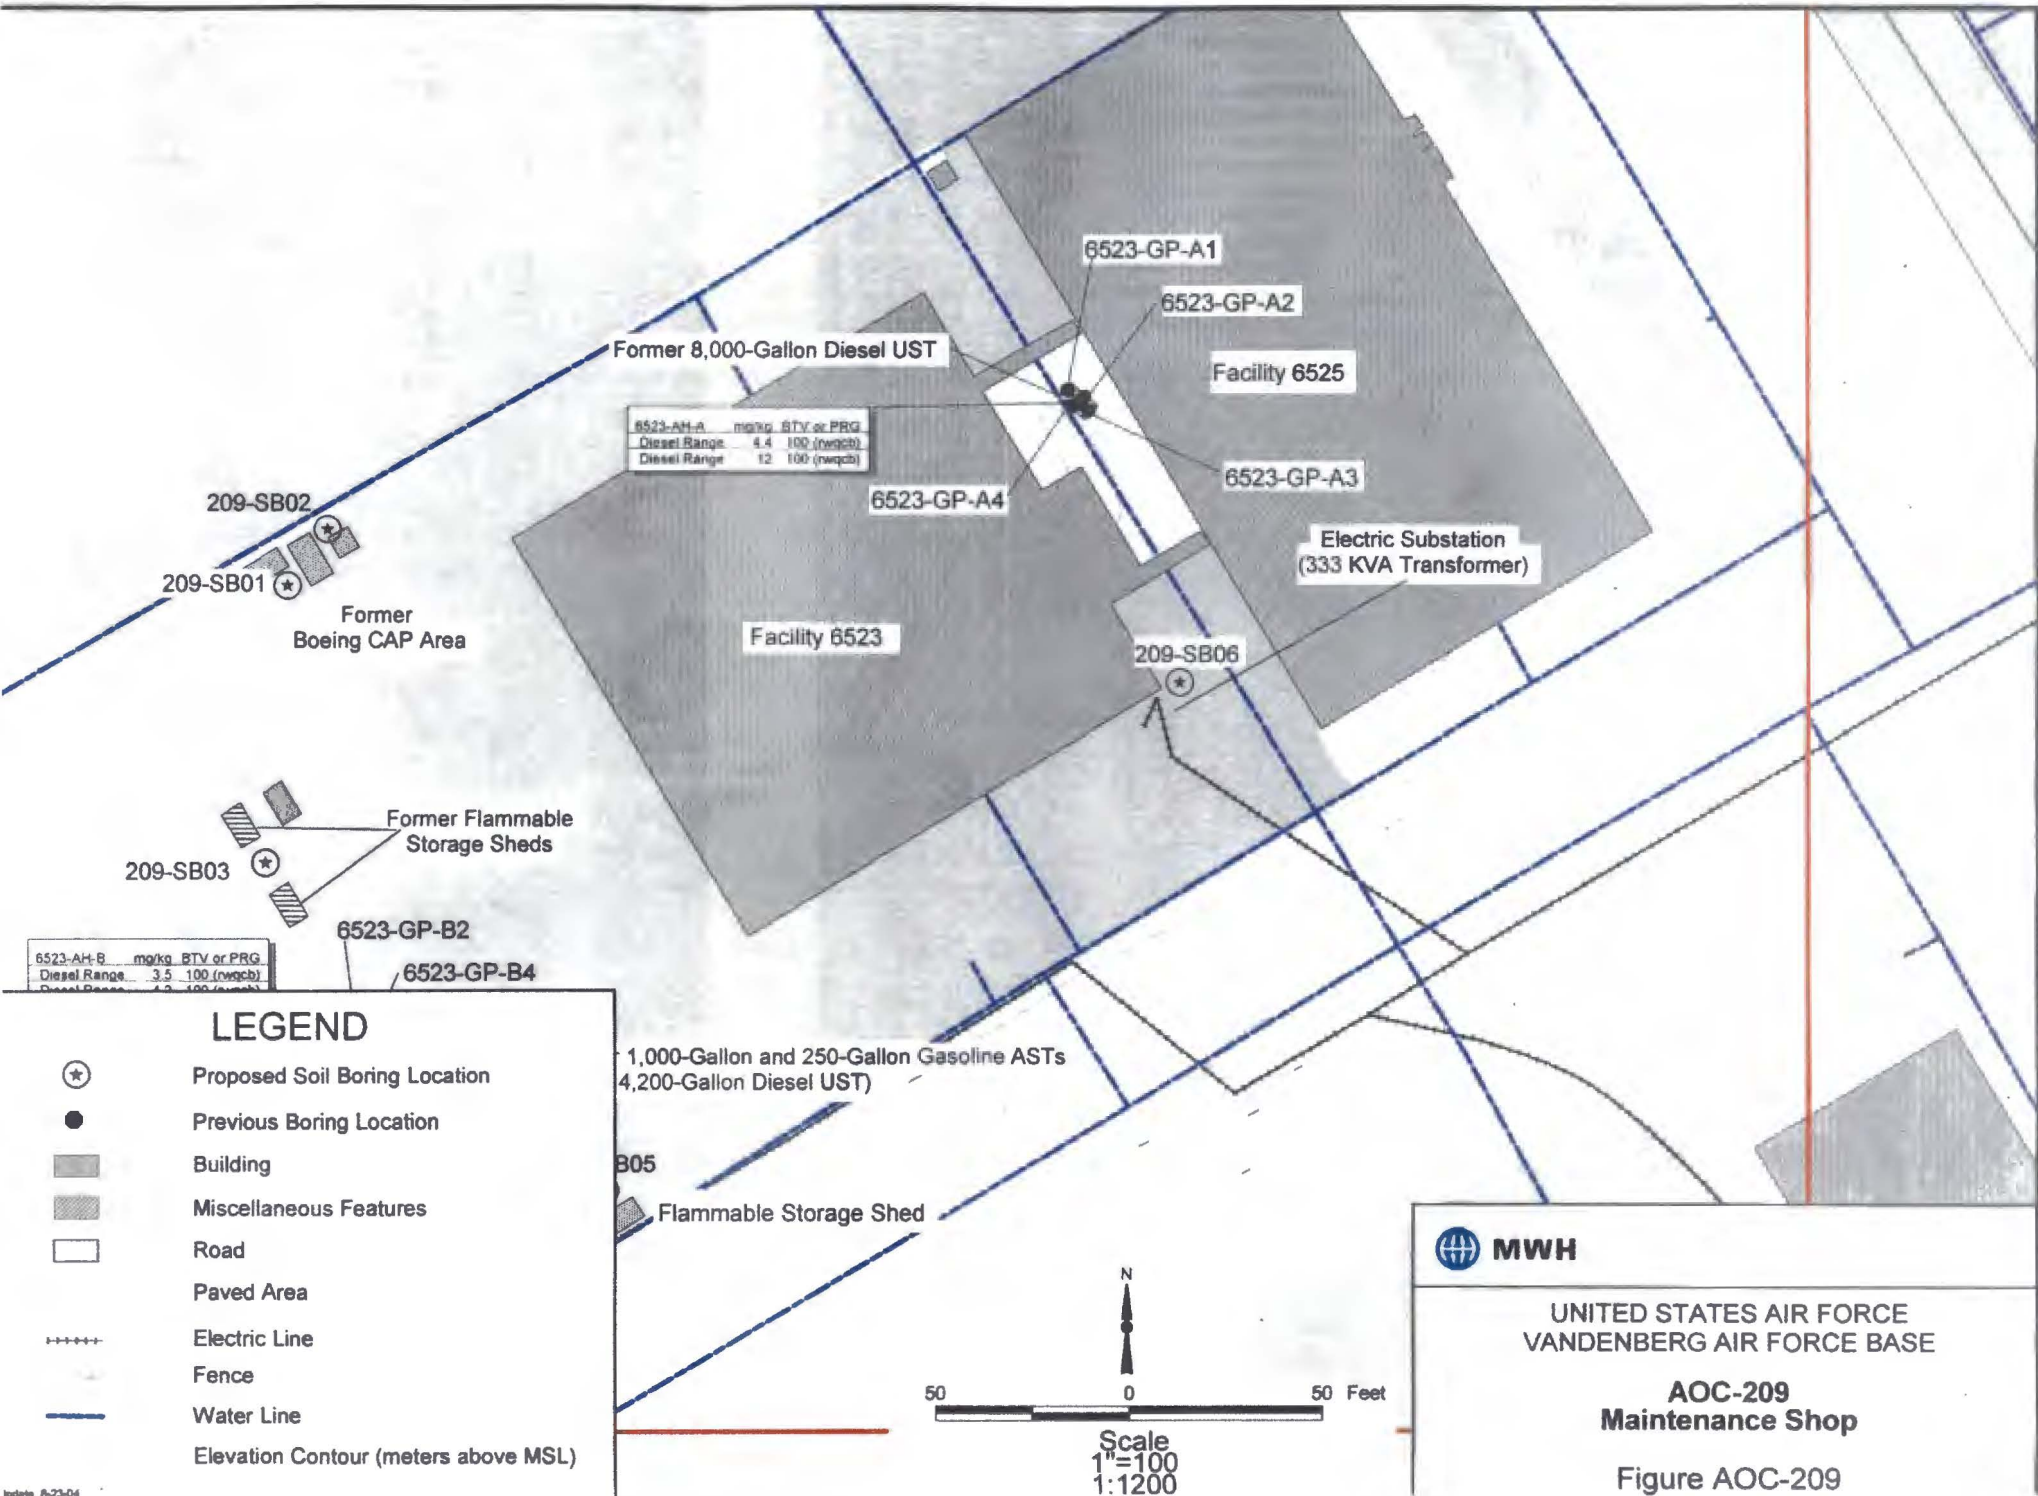 6523-GP-A1
6523-GP-A2
Former 8,000-Gallon Diesel UST
Facility 6525
6523-AH-A mg/kg BTV or PRG
Diesel Range 4.4 100 (rwqcb)
Diesel Range 12 100 (rwqcb)
6523-GP-A3
6523-GP-A4
209-SB02
Electric Substation
(333 KVA Transformer)
209-SB01
Former
Boeing CAP Area
Facility 6523
209-SB06
Former Flammable
Storage Sheds
209-SB03
6523-GP-B2
6523-GP-B4
6523-AH-B mg/kg BTV or PRG
Diesel Range 3.5 100 (rwqcb)
LEGEND
Proposed Soil Boring Location
Previous Boring Location
Building
Miscellaneous Features
Road
Paved Area
Electric Line
Fence
Water Line
Elevation Contour (meters above MSL)
1,000-Gallon and 250-Gallon Gasoline ASTs
4,200-Gallon Diesel UST)
B05
Flammable Storage Shed
N
50 0 50 Feet
Scale
1"=100
1:1200
MWH
UNITED STATES AIR FORCE
VANDENBERG AIR FORCE BASE
AOC-209
Maintenance Shop
Figure AOC-209